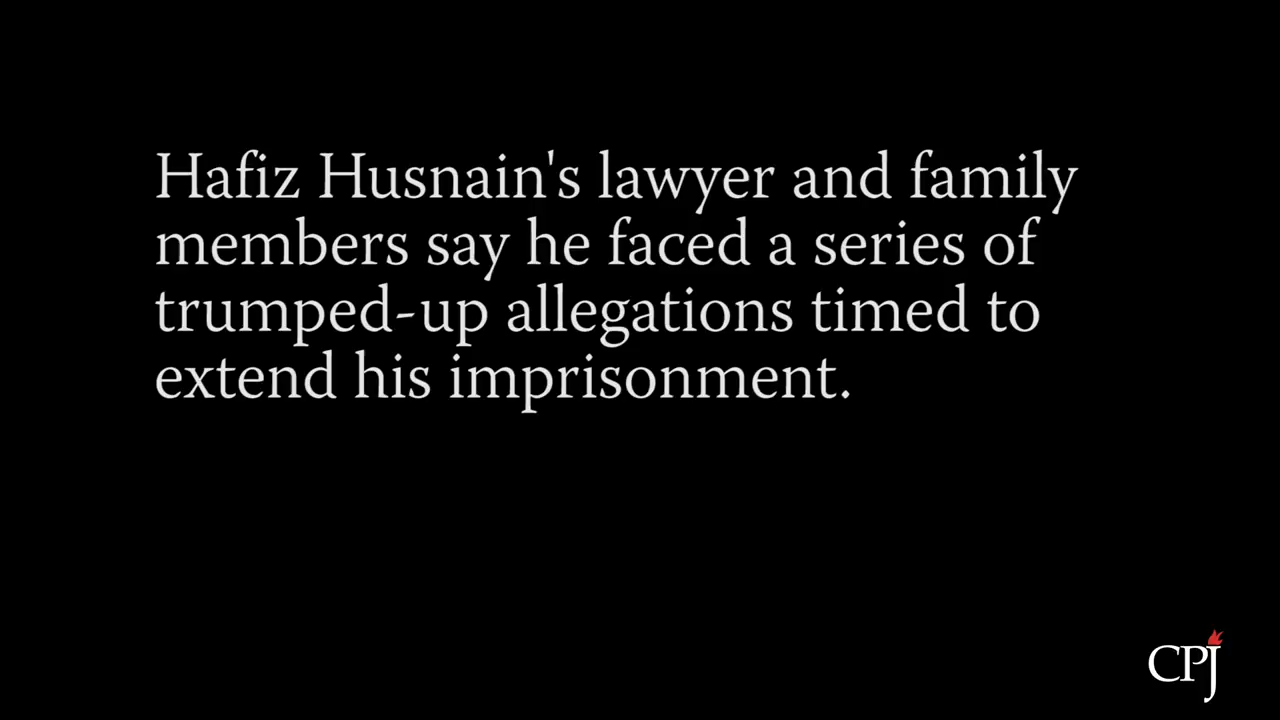 Hafiz Husnain's lawyer and family
members say he faced a series of
trumped-up allegations timed to
extend his imprisonment.
CPJ